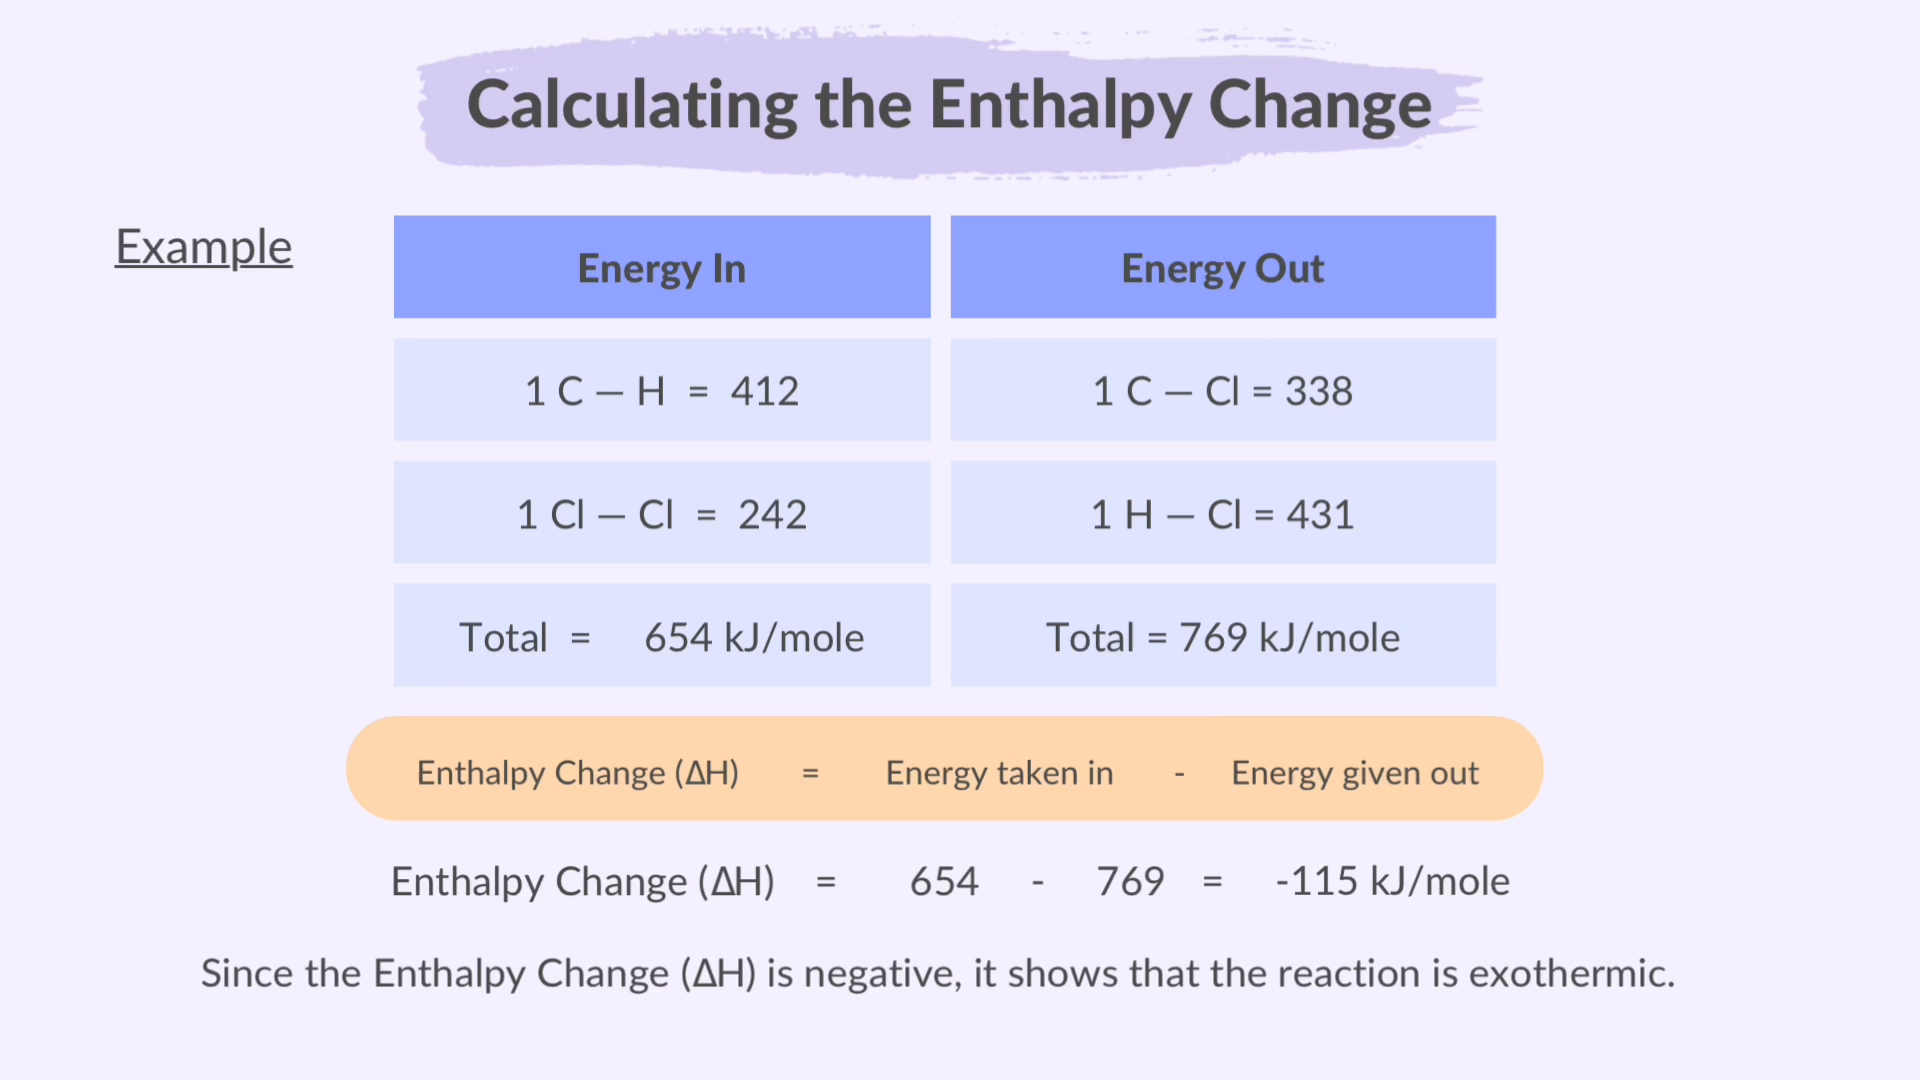 Calculating the Enthalpy Change
Example
Energy In
Energy Out
1 C — H = 412
1 C — Cl = 338
1 Cl — Cl = 242
1 H — Cl = 431
Total = 654 kJ/mole
Total = 769 kJ/mole
Enthalpy Change (ΔH) = Energy taken in - Energy given out
Enthalpy Change (ΔH) = 654 - 769 = -115 kJ/mole
Since the Enthalpy Change (ΔH) is negative, it shows that the reaction is exothermic.